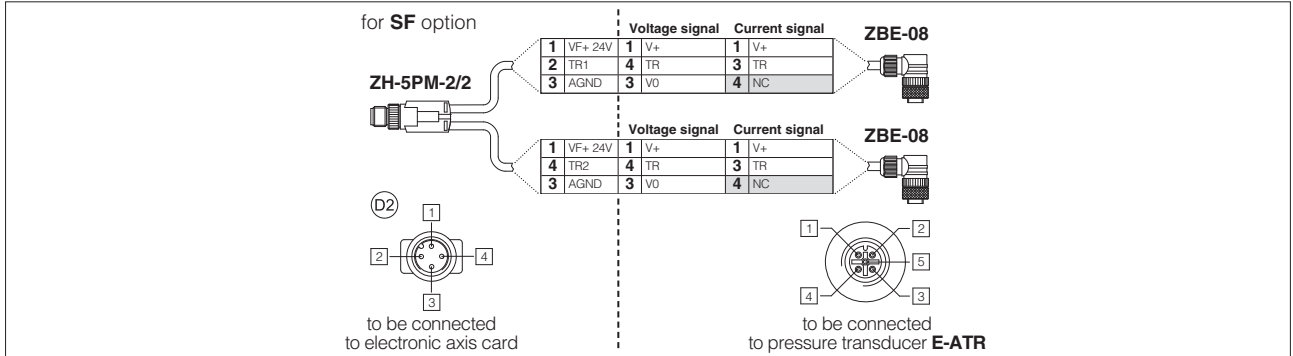 for SF option
Voltage signal Current signal
ZBE-08
1 VF+ 24V 1 V+ 1 V+
2 TR1 4 TR 3 TR
3 AGND 3 V0 4 NC
ZH-5PM-2/2
Voltage signal Current signal
ZBE-08
1 VF+ 24V 1 V+ 1 V+
4 TR2 4 TR 3 TR
3 AGND 3 V0 4 NC
D2
1
2 4
3
1 2
5
4 3
to be connected
to electronic axis card
to be connected
to pressure transducer E-ATR